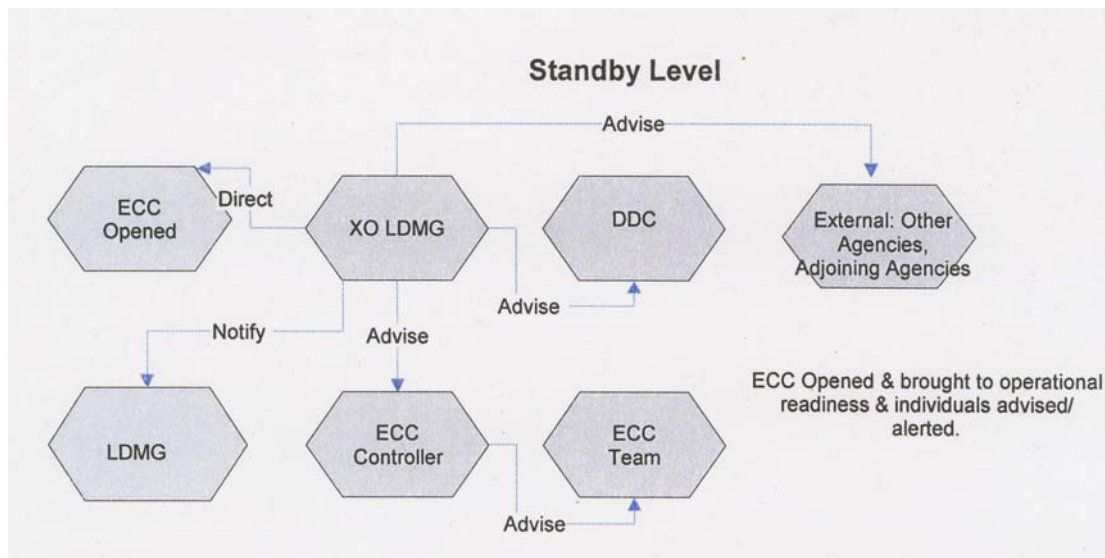 Standby Level
Advise
ECC
Opened
Direct
XO LDMG
DDC
External: Other
Agencies,
Adjoining Agencies
Advise
Notify
Advise
ECC Opened & brought to operational
readiness & individuals advised/
alerted.
LDMG
ECC
Controller
ECC
Team
Advise